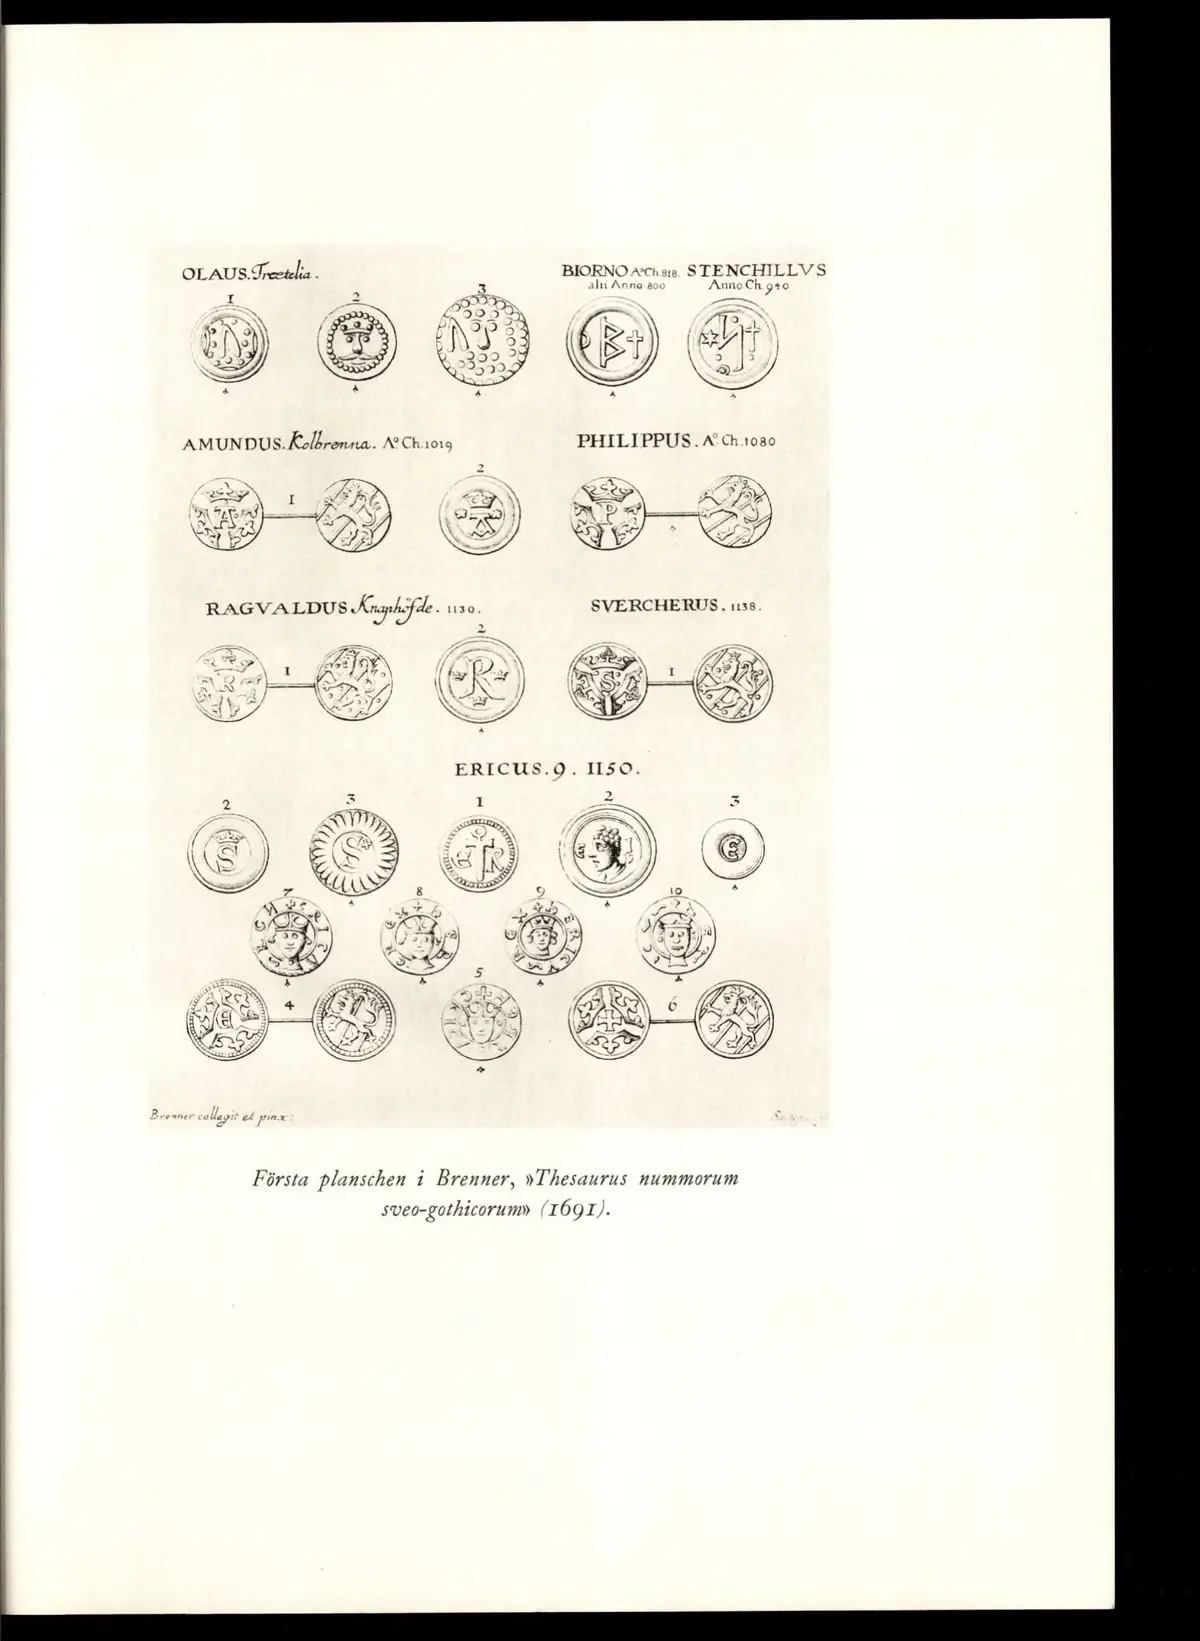 OLAUS. Trætelia.
BIORNO Aº Ch. 818. STENCHILLVS
alii Anno 800 Anno Ch 940
1 2 3
AMUNDUS. Kolbrenna. Aº Ch. 1019
PHILIPPUS. Aº Ch. 1080
1 2
A P
RAGVALDUS Knaphöfde. 1130.
SVERCHERUS. 1138.
1 2 1
R R S
ERICUS. 9. 1150.
2 3 1 2 3
S S E R E
7 8 9 10
4 5 6
E
Brenner collegit et pinx:
Första planschen i Brenner, »Thesaurus nummorum
sveo-gothicorum» (1691).